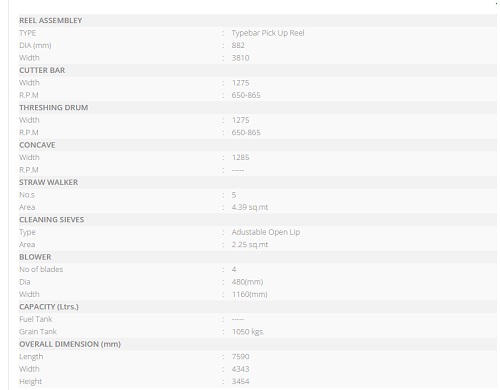 REEL ASSEMBLEY
TYPE : Typebar Pick Up Reel
DIA (mm) : 882
Width : 3810
CUTTER BAR
Width : 1275
R.P.M : 650-865
THRESHING DRUM
Width : 1275
R.P.M : 650-865
CONCAVE
Width : 1285
R.P.M : -----
STRAW WALKER
No.s : 5
Area : 4.39 sq.mt
CLEANING SIEVES
Type : Adustable Open Lip
Area : 2.25 sq.mt
BLOWER
No of blades : 4
Dia : 480(mm)
Width : 1160(mm)
CAPACITY (Ltrs.)
Fuel Tank : -----
Grain Tank : 1050 kgs.
OVERALL DIMENSION (mm)
Length : 7590
Width : 4343
Height : 3454